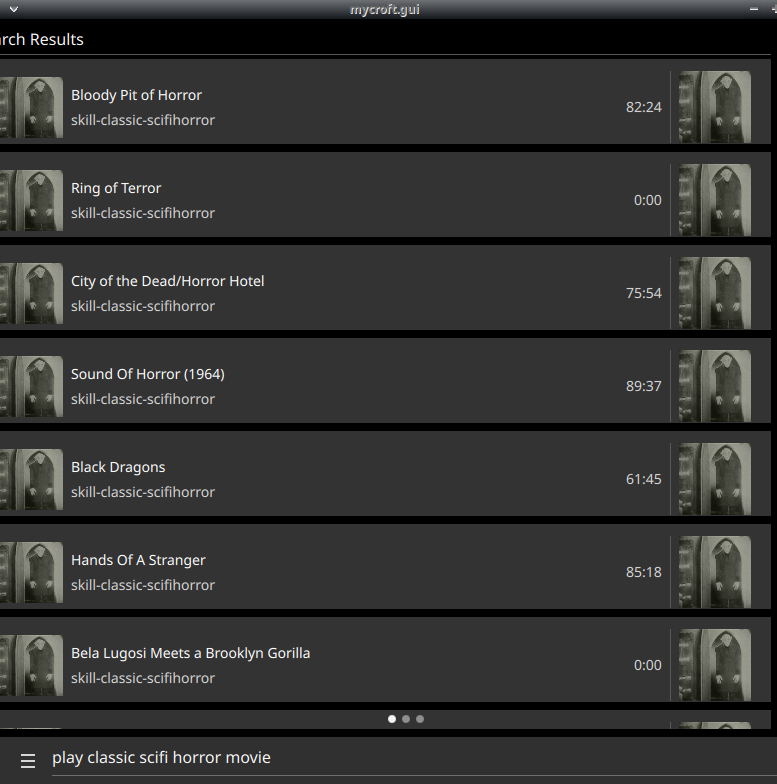 mycroft.gui
rch Results
Bloody Pit of Horror
82:24
skill-classic-scifihorror
Ring of Terror
0:00
skill-classic-scifihorror
City of the Dead/Horror Hotel
75:54
skill-classic-scifihorror
Sound Of Horror (1964)
89:37
skill-classic-scifihorror
Black Dragons
61:45
skill-classic-scifihorror
Hands Of A Stranger
85:18
skill-classic-scifihorror
Bela Lugosi Meets a Brooklyn Gorilla
0:00
skill-classic-scifihorror
play classic scifi horror movie